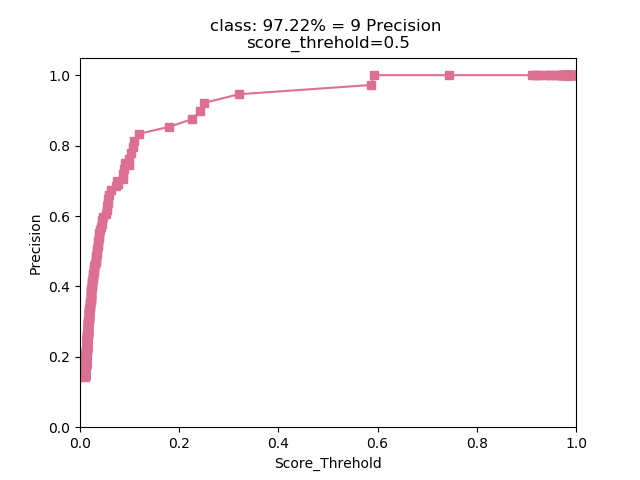 class: 97.22% = 9 Precision
score_threhold=0.5
1.0
0.8
0.6
0.4
0.2
0.0
Precision
0.0 0.2 0.4 0.6 0.8 1.0
Score_Threhold